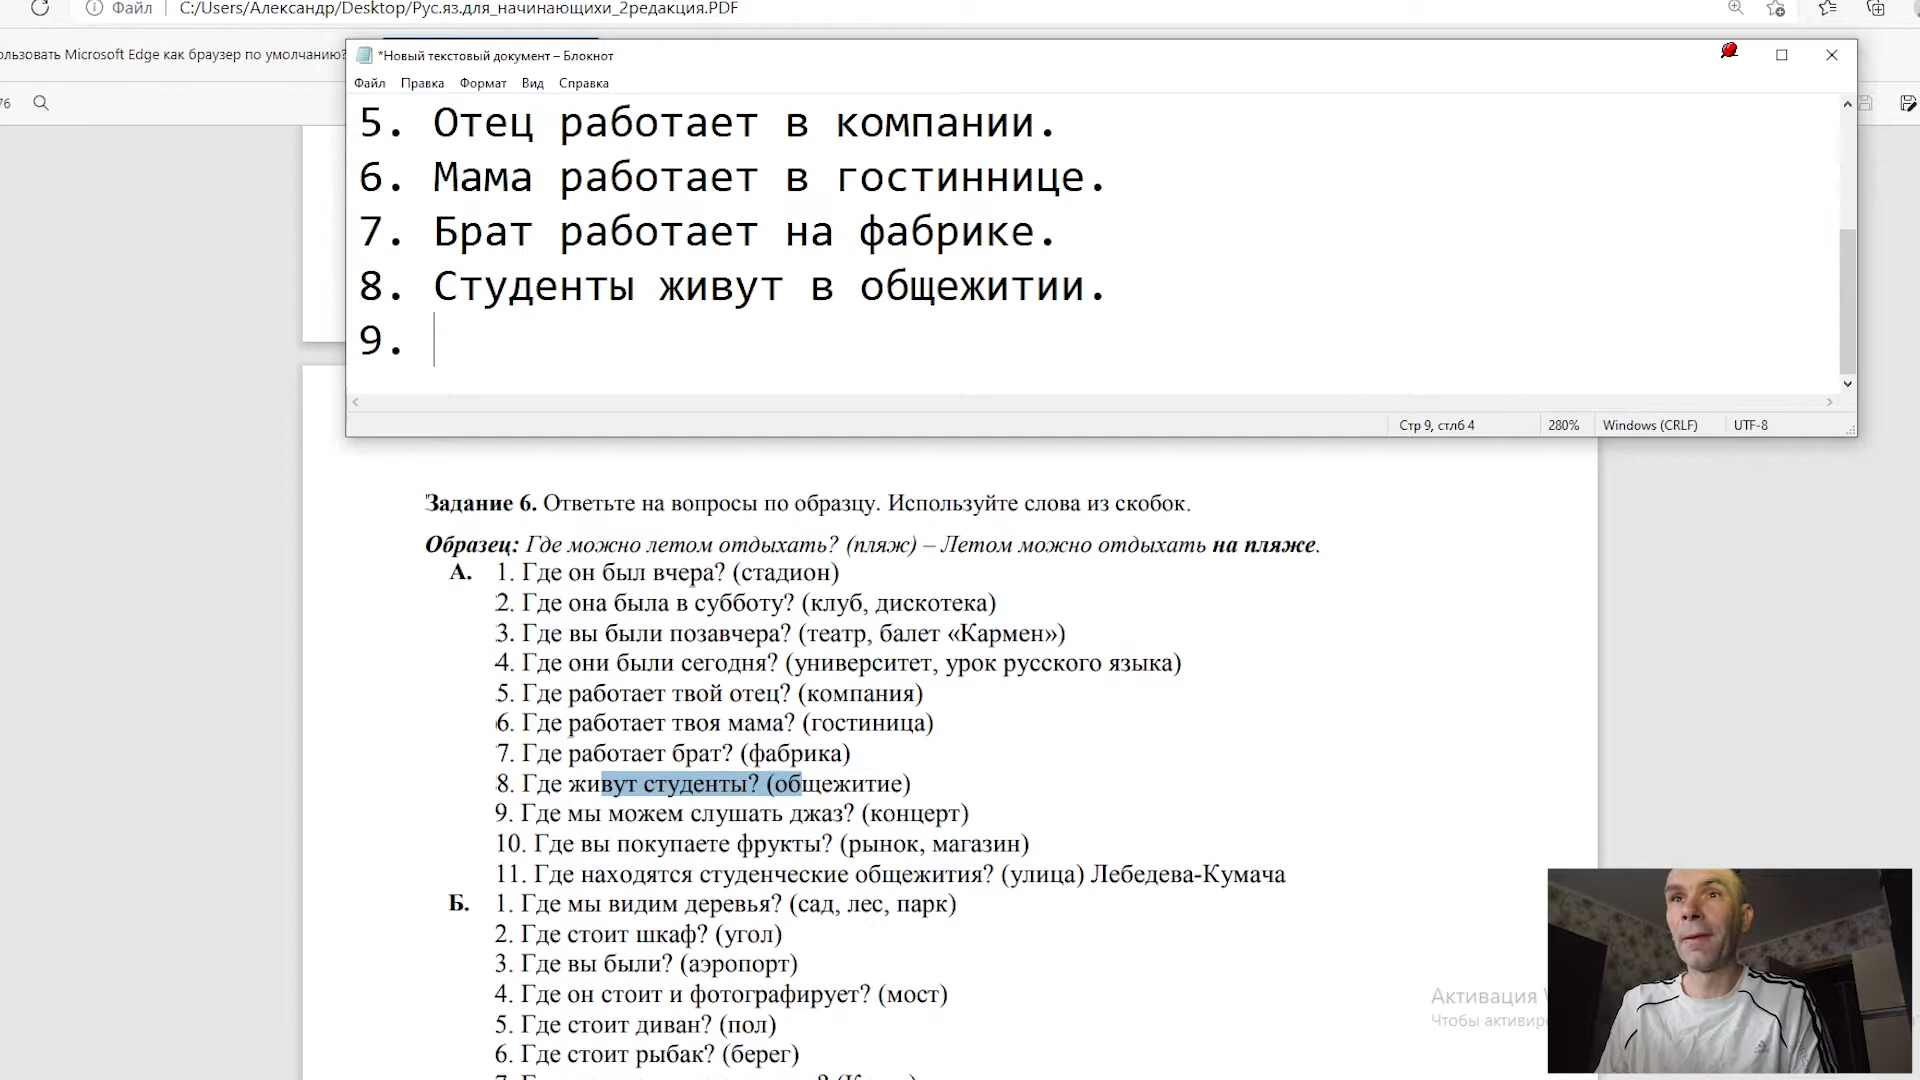 Файл
C:/Users/Александр/Desktop/Рус.яз.для_начинающихи_2редакция.PDF
ользовать Microsoft Edge как браузер по умолчанию?
*Новый текстовый документ – Блокнот
Файл Правка Формат Вид Справка
76
5. Отец работает в компании.
6. Мама работает в гостиннице.
7. Брат работает на фабрике.
8. Студенты живут в общежитии.
9.
Стр 9, стлб 4 280% Windows (CRLF) UTF-8
Задание 6. Ответьте на вопросы по образцу. Используйте слова из скобок.
Образец: Где можно летом отдыхать? (пляж) – Летом можно отдыхать на пляже.
А. 1. Где он был вчера? (стадион)
2. Где она была в субботу? (клуб, дискотека)
3. Где вы были позавчера? (театр, балет «Кармен»)
4. Где они были сегодня? (университет, урок русского языка)
5. Где работает твой отец? (компания)
6. Где работает твоя мама? (гостиница)
7. Где работает брат? (фабрика)
8. Где живут студенты? (общежитие)
9. Где мы можем слушать джаз? (концерт)
10. Где вы покупаете фрукты? (рынок, магазин)
11. Где находятся студенческие общежития? (улица) Лебедева-Кумача
Б. 1. Где мы видим деревья? (сад, лес, парк)
2. Где стоит шкаф? (угол)
3. Где вы были? (аэропорт)
4. Где он стоит и фотографирует? (мост)
5. Где стоит диван? (пол)
6. Где стоит рыбак? (берег)
Активация
Чтобы активир